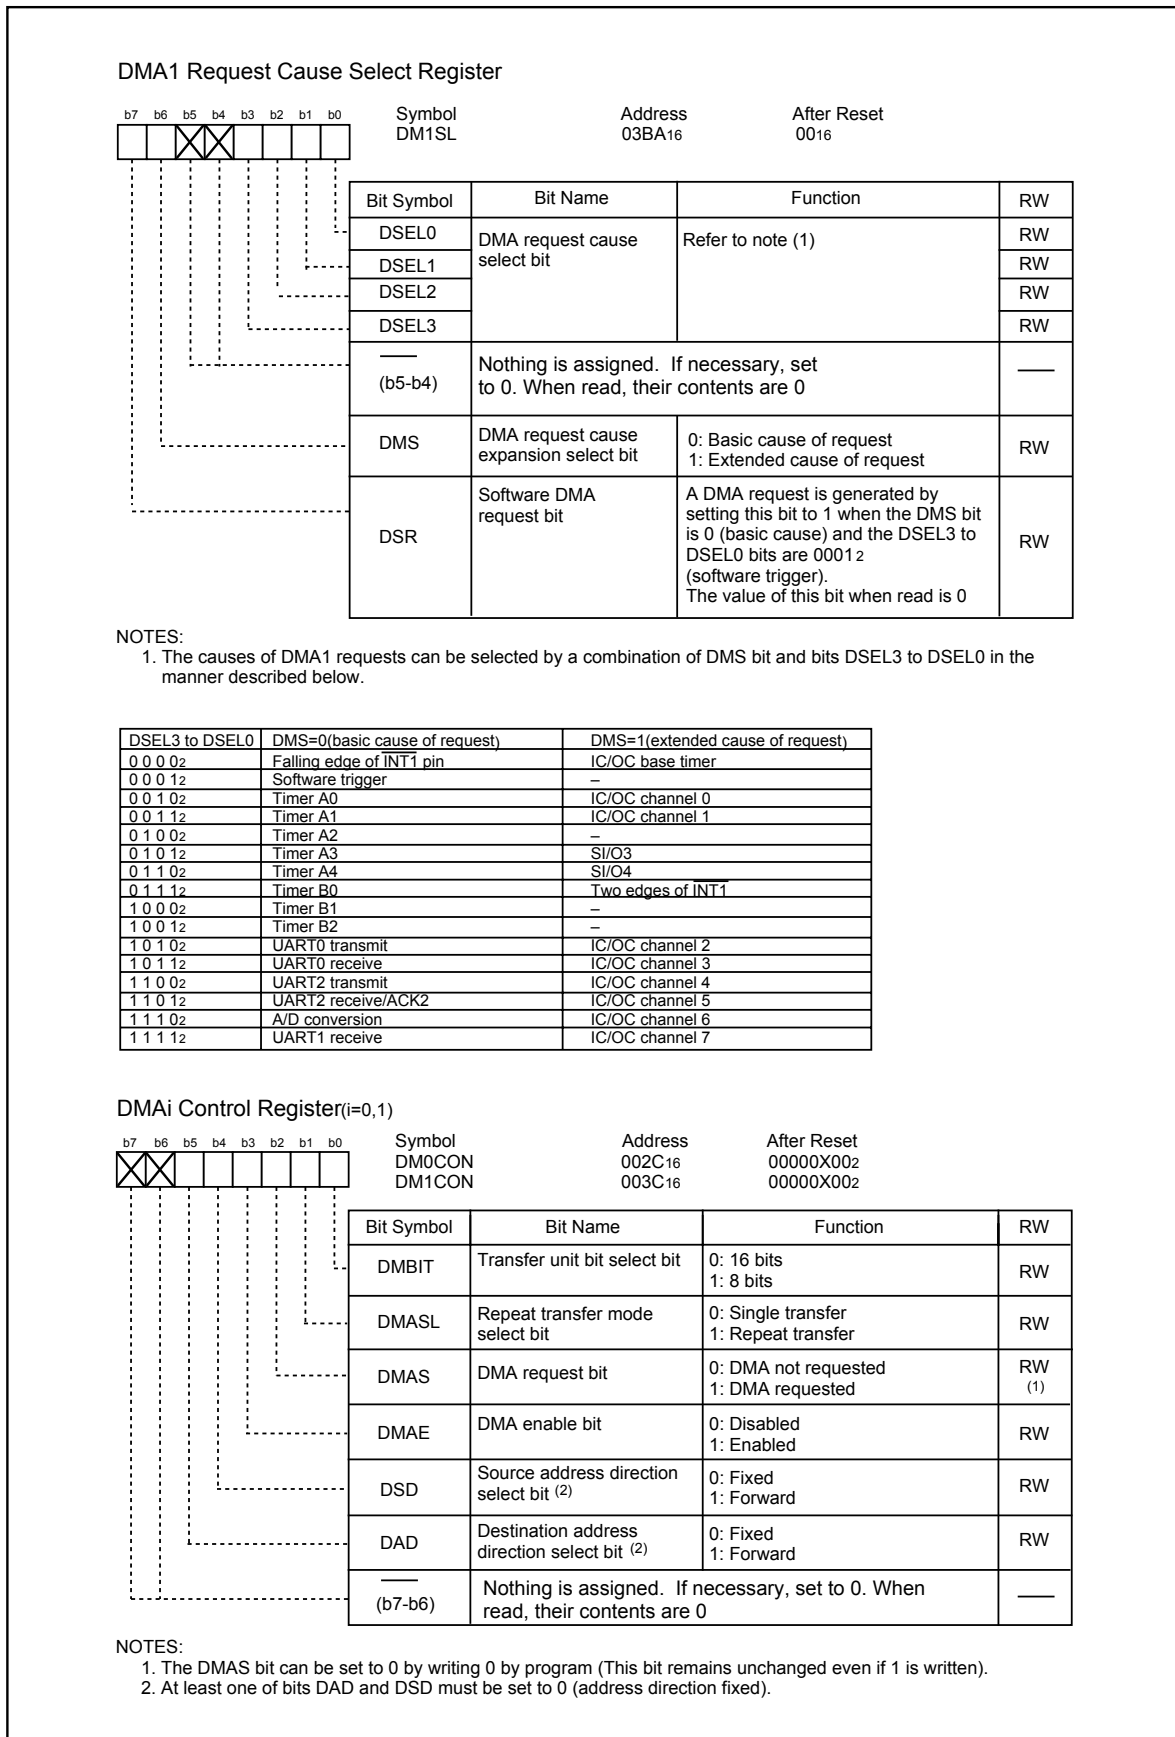 DMA1 Request Cause Select Register
b7 b6 b5 b4 b3 b2 b1 b0
Symbol Address After Reset
DM1SL 03BA16 0016
Bit Symbol Bit Name Function RW
DSEL0 DMA request cause select bit Refer to note (1) RW
DSEL1 RW
DSEL2 RW
DSEL3 RW
(b5-b4) Nothing is assigned. If necessary, set
to 0. When read, their contents are 0
DMS DMA request cause expansion select bit 0: Basic cause of request RW
1: Extended cause of request
DSR Software DMA request bit A DMA request is generated by RW
setting this bit to 1 when the DMS bit
is 0 (basic cause) and the DSEL3 to
DSEL0 bits are 00012
(software trigger).
The value of this bit when read is 0
NOTES:
1. The causes of DMA1 requests can be selected by a combination of DMS bit and bits DSEL3 to DSEL0 in the
manner described below.
DSEL3 to DSEL0 DMS=0(basic cause of request) DMS=1(extended cause of request)
0 0 0 02 Falling edge of INT1 pin IC/OC base timer
0 0 0 12 Software trigger –
0 0 1 02 Timer A0 IC/OC channel 0
0 0 1 12 Timer A1 IC/OC channel 1
0 1 0 02 Timer A2 –
0 1 0 12 Timer A3 SI/O3
0 1 1 02 Timer A4 SI/O4
0 1 1 12 Timer B0 Two edges of INT1
1 0 0 02 Timer B1 –
1 0 0 12 Timer B2 –
1 0 1 02 UART0 transmit IC/OC channel 2
1 0 1 12 UART0 receive IC/OC channel 3
1 1 0 02 UART2 transmit IC/OC channel 4
1 1 0 12 UART2 receive/ACK2 IC/OC channel 5
1 1 1 02 A/D conversion IC/OC channel 6
1 1 1 12 UART1 receive IC/OC channel 7
DMAi Control Register(i=0,1)
b7 b6 b5 b4 b3 b2 b1 b0
Symbol Address After Reset
DM0CON 002C16 00000X002
DM1CON 003C16 00000X002
Bit Symbol Bit Name Function RW
DMBIT Transfer unit bit select bit 0: 16 bits RW
1: 8 bits
DMASL Repeat transfer mode select bit 0: Single transfer RW
1: Repeat transfer
DMAS DMA request bit 0: DMA not requested RW
1: DMA requested (1)
DMAE DMA enable bit 0: Disabled RW
1: Enabled
DSD Source address direction select bit (2) 0: Fixed RW
1: Forward
DAD Destination address direction select bit (2) 0: Fixed RW
1: Forward
(b7-b6) Nothing is assigned. If necessary, set to 0. When
read, their contents are 0
NOTES:
1. The DMAS bit can be set to 0 by writing 0 by program (This bit remains unchanged even if 1 is written).
2. At least one of bits DAD and DSD must be set to 0 (address direction fixed).